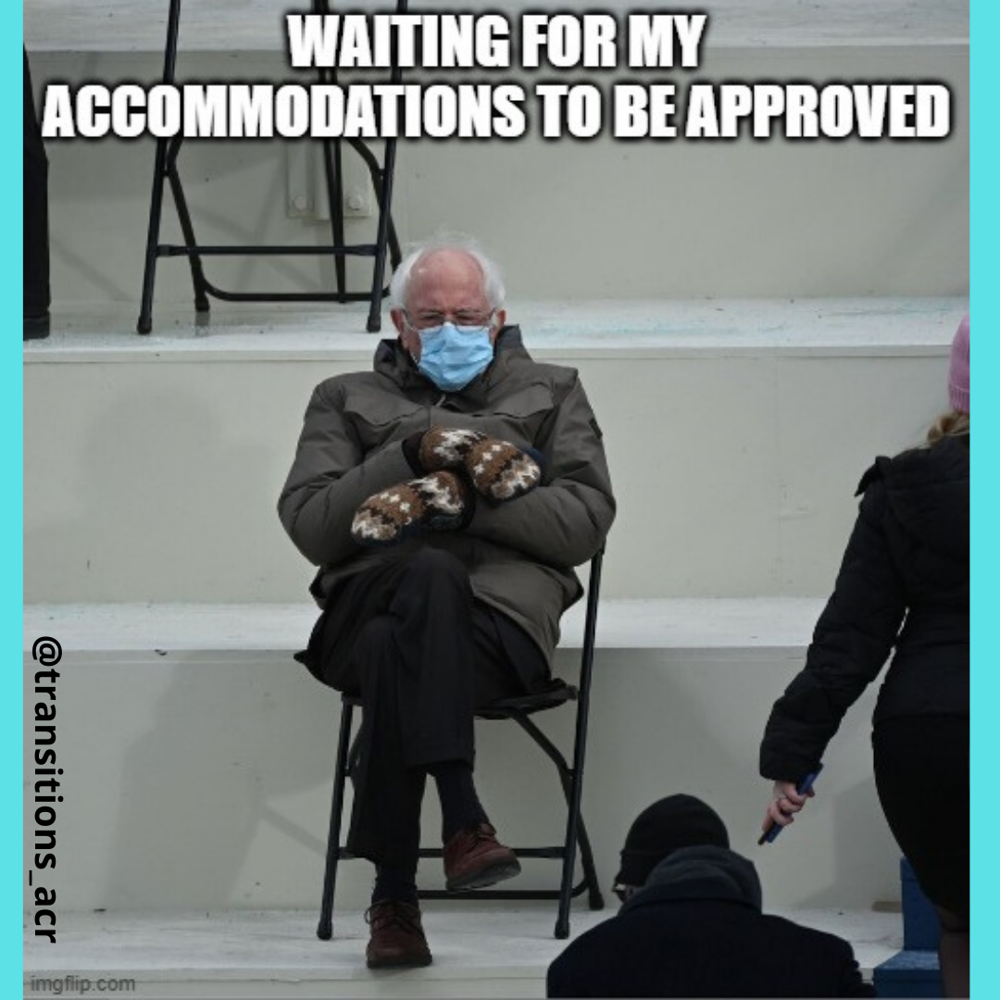 WAITING FOR MY
ACCOMMODATIONS TO BE APPROVED
@transitions_acr
imgflip.com